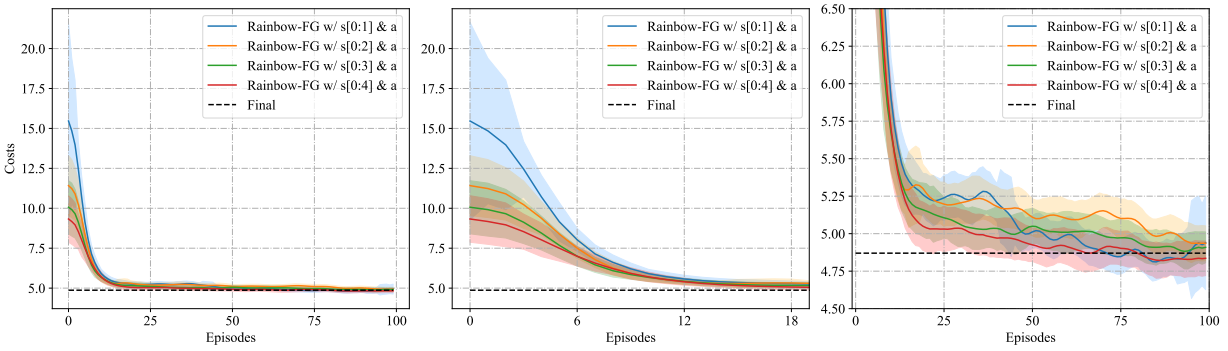 Costs
22.5
20.0
17.5
15.0
12.5
10.0
7.5
5.0
0
25
50
75
100
Episodes
Rainbow-FG w/ s[0:1] & a
Rainbow-FG w/ s[0:2] & a
Rainbow-FG w/ s[0:3] & a
Rainbow-FG w/ s[0:4] & a
Final
20.0
17.5
15.0
12.5
10.0
7.5
5.0
0
6
12
18
Episodes
Rainbow-FG w/ s[0:1] & a
Rainbow-FG w/ s[0:2] & a
Rainbow-FG w/ s[0:3] & a
Rainbow-FG w/ s[0:4] & a
Final
6.50
6.25
6.00
5.75
5.50
5.25
5.00
4.75
4.50
0
25
50
75
100
Episodes
Rainbow-FG w/ s[0:1] & a
Rainbow-FG w/ s[0:2] & a
Rainbow-FG w/ s[0:3] & a
Rainbow-FG w/ s[0:4] & a
Final